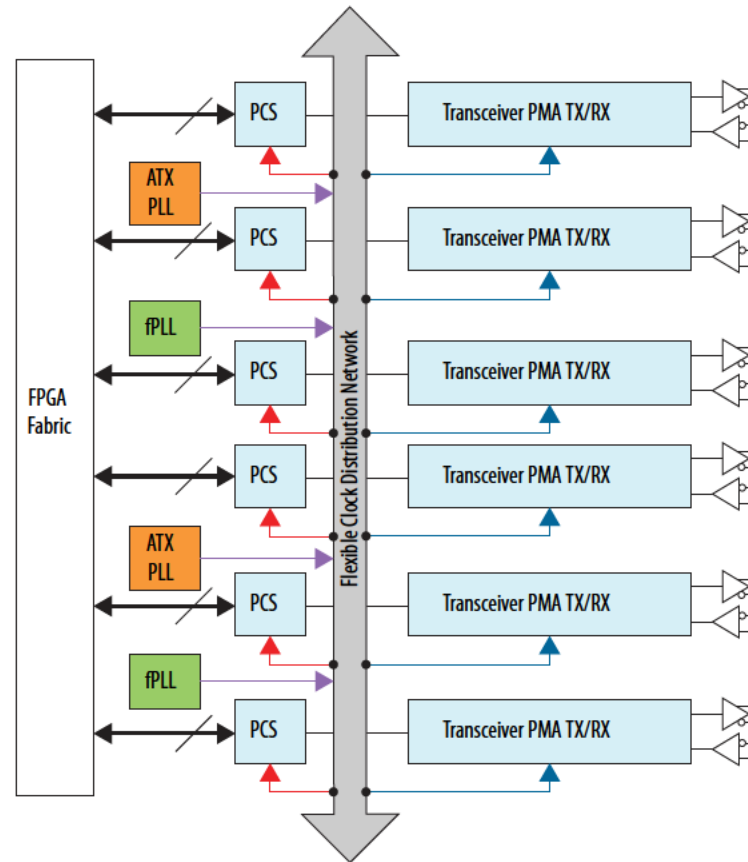 PCS
Transceiver PMA TX/RX
ATX
PLL
PCS
Transceiver PMA TX/RX
fPLL
PCS
Transceiver PMA TX/RX
FPGA
Fabric
Flexible Clock Distribution Network
PCS
Transceiver PMA TX/RX
ATX
PLL
PCS
Transceiver PMA TX/RX
fPLL
PCS
Transceiver PMA TX/RX